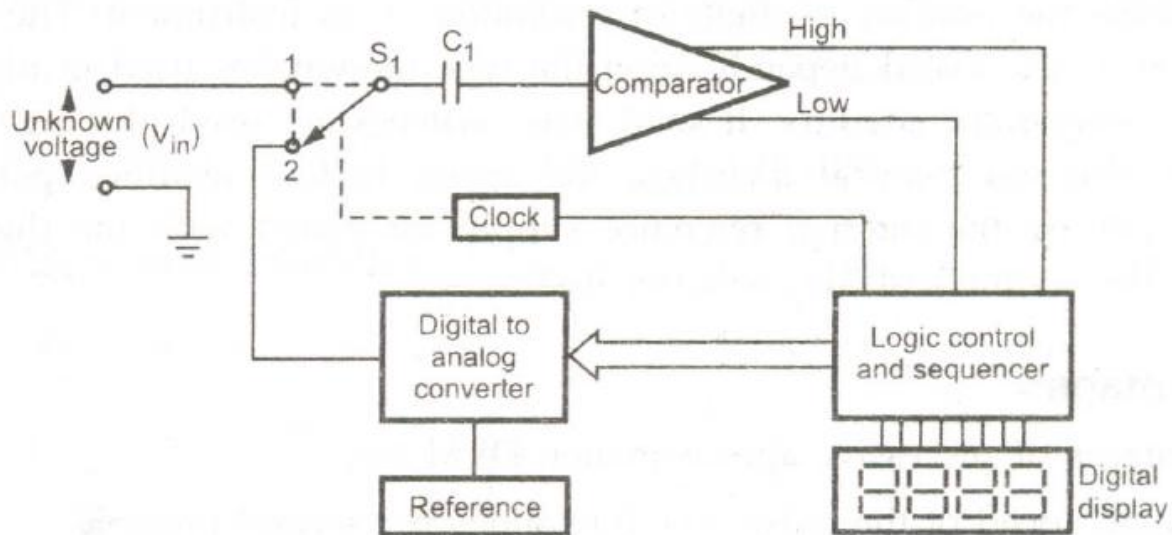 High
C1
S1
1
Comparator
Low
Unknown
voltage
(Vin)
2
Clock
Digital to
analog
converter
Logic control
and sequencer
Reference
Digital
display